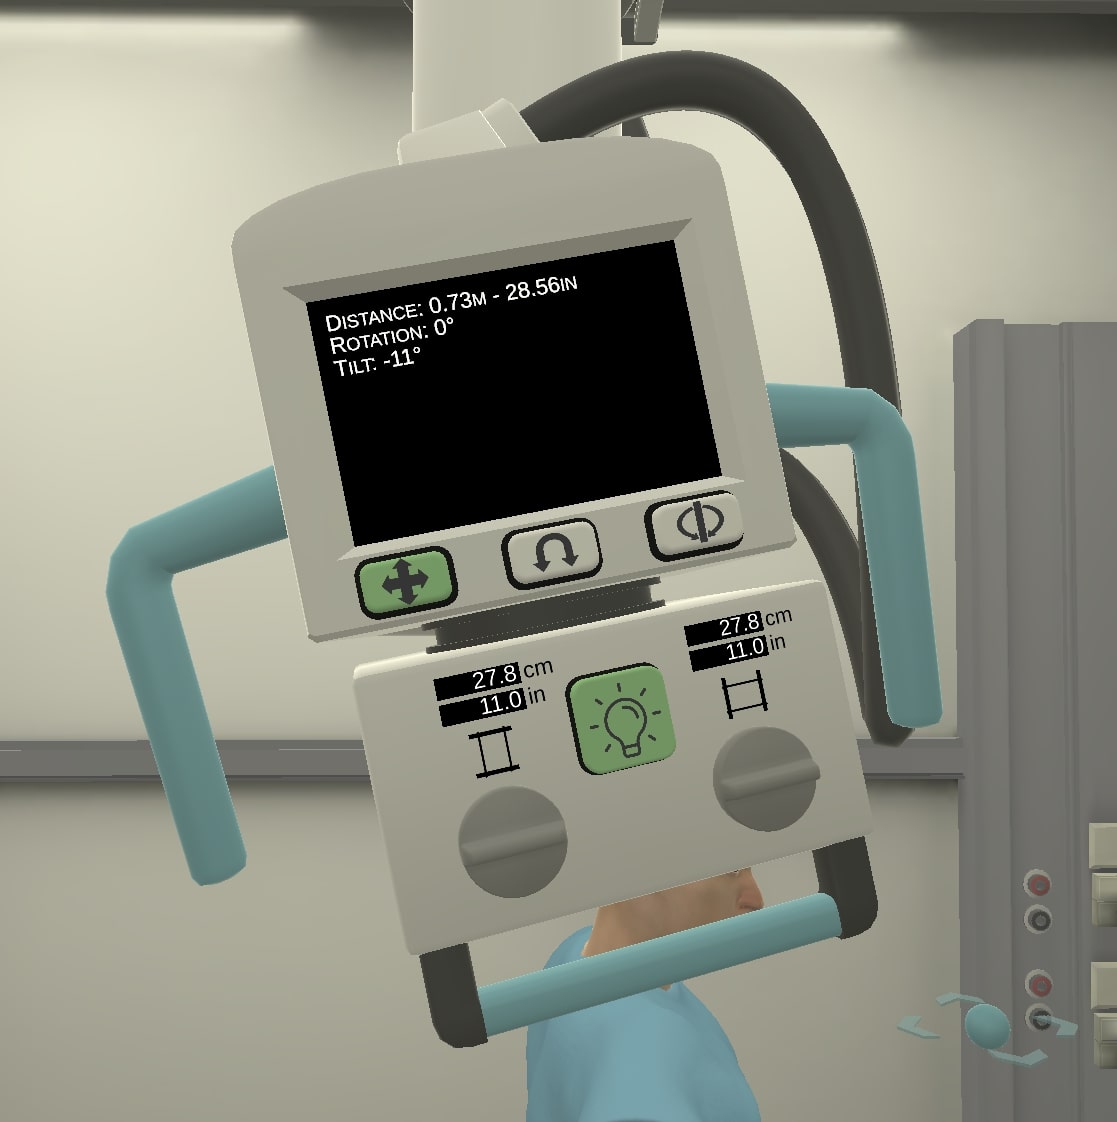 Distance: 0.73m - 28.56in
Rotation: 0°
Tilt: -11°
27.8 cm
11.0 in
27.8 cm
11.0 in